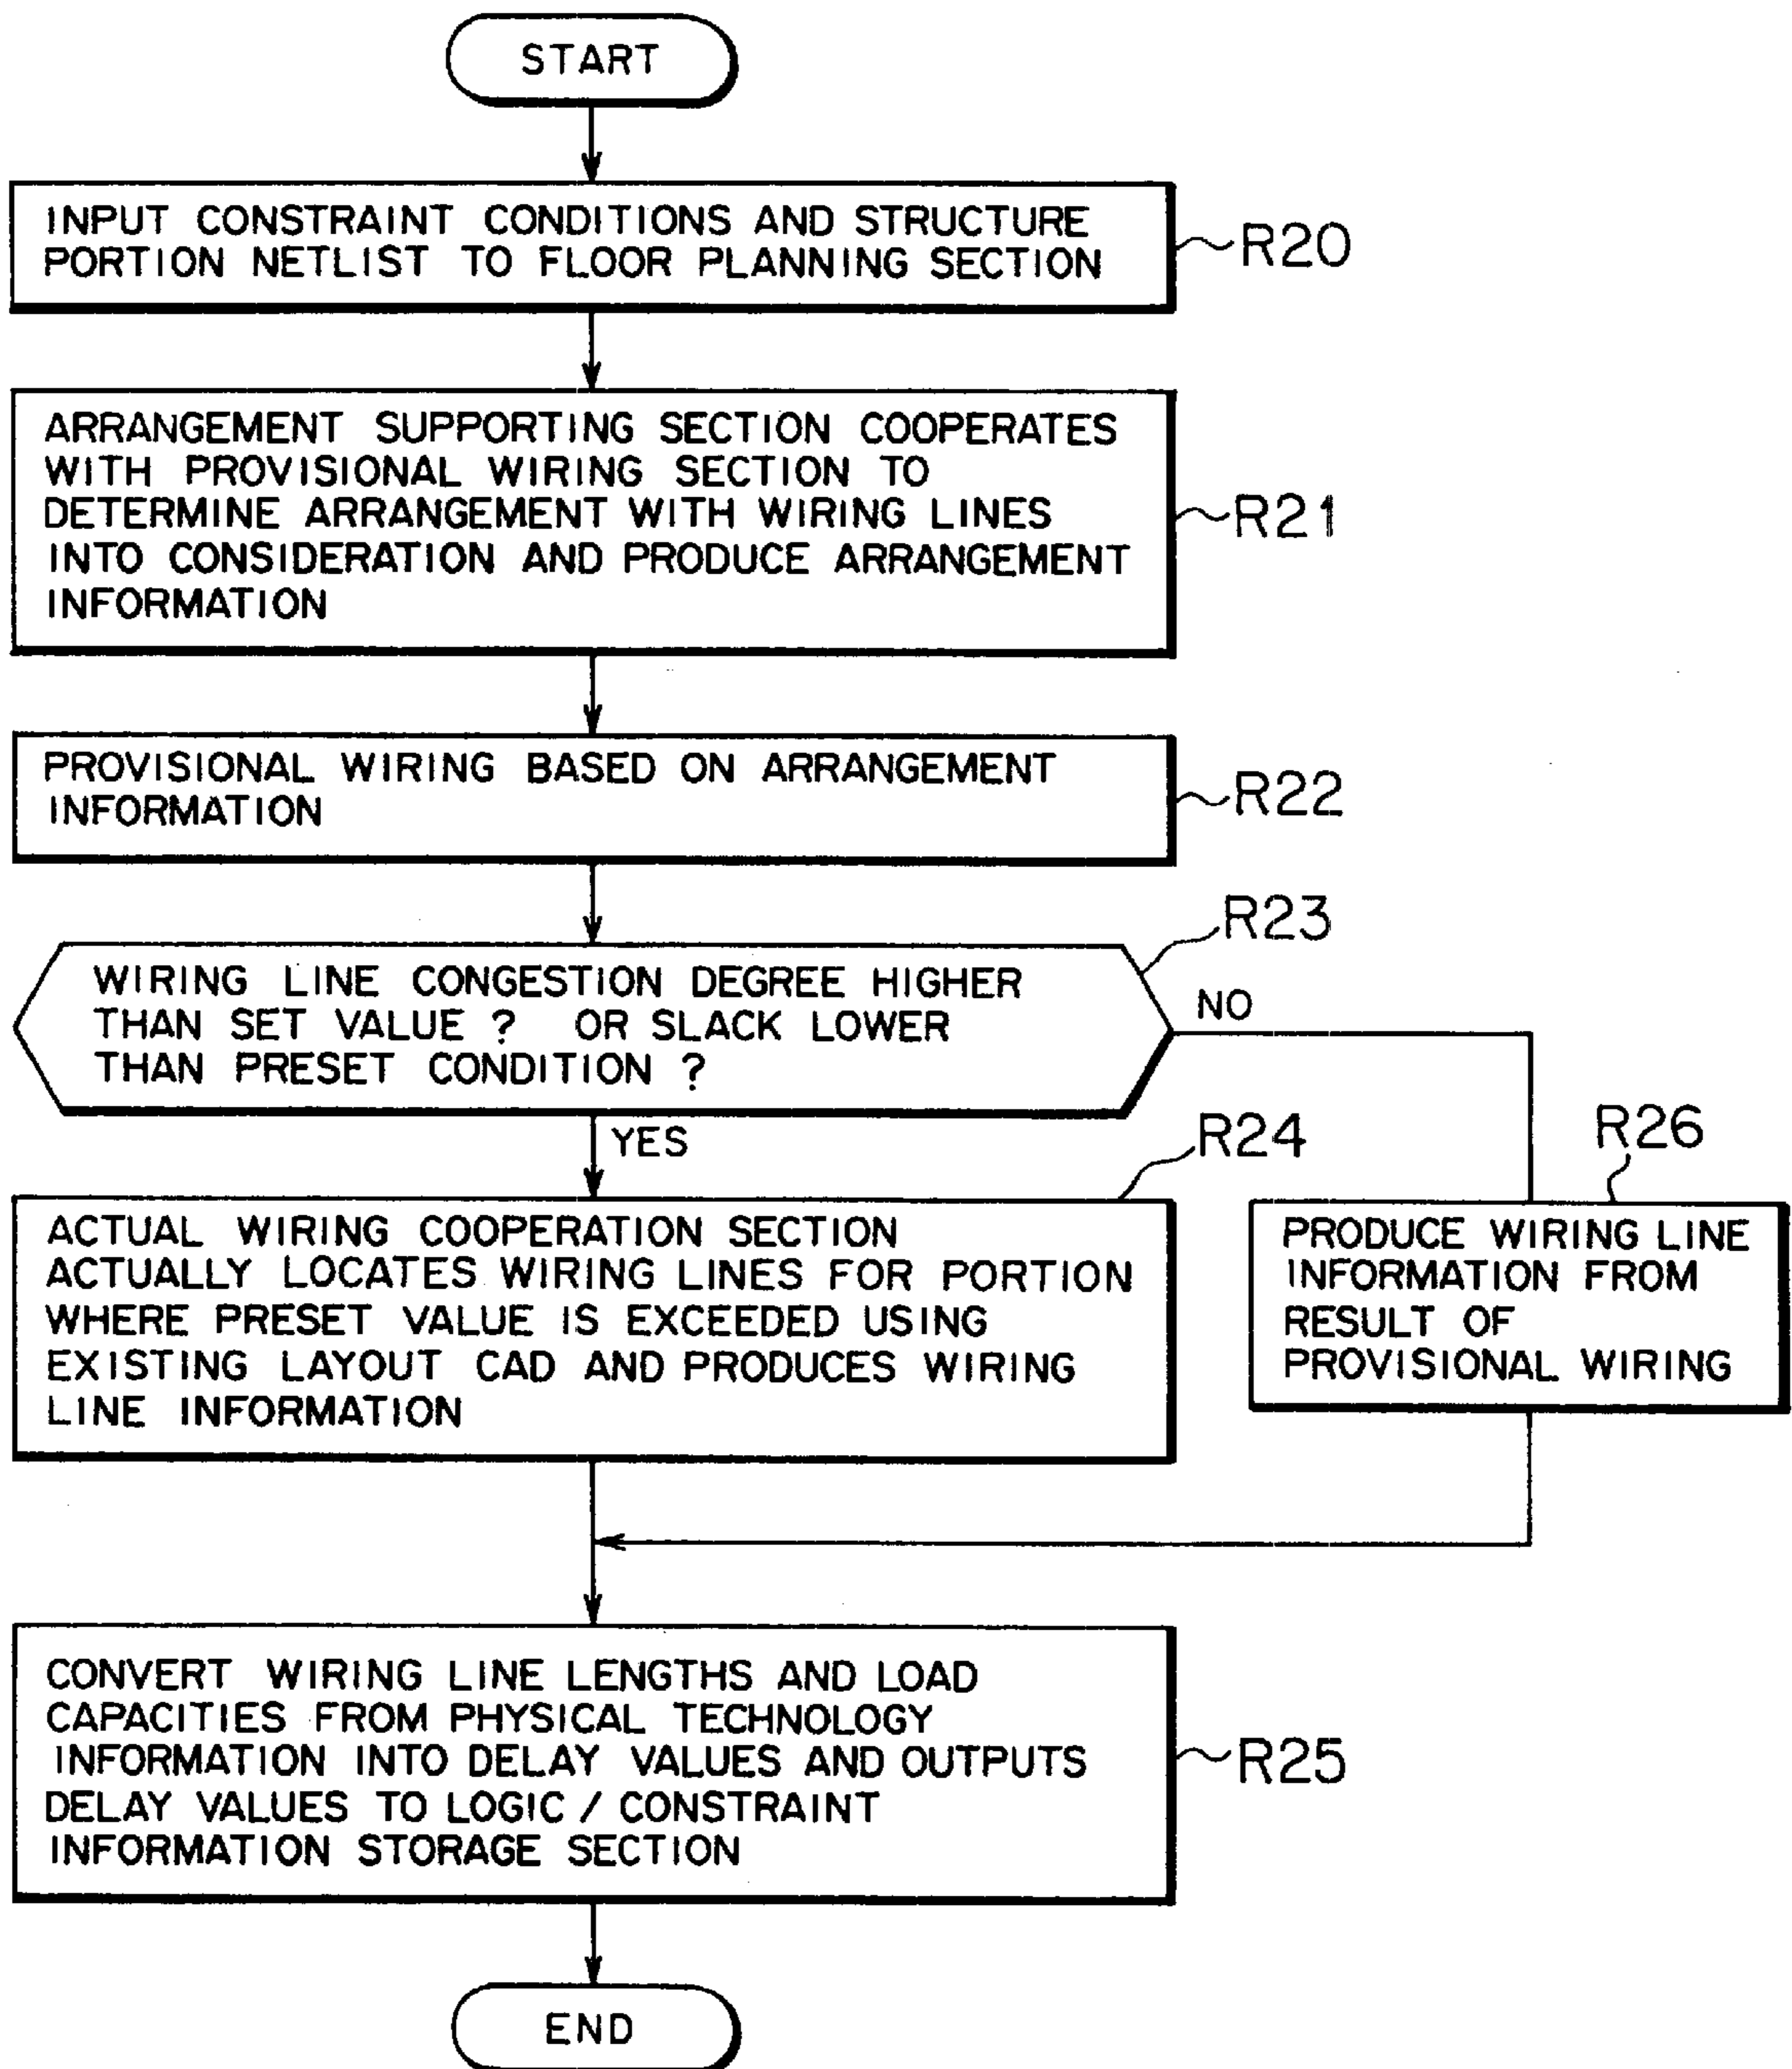 START
INPUT CONSTRAINT CONDITIONS AND STRUCTURE
PORTION NETLIST TO FLOOR PLANNING SECTION
R20
ARRANGEMENT SUPPORTING SECTION COOPERATES
WITH PROVISIONAL WIRING SECTION TO
DETERMINE ARRANGEMENT WITH WIRING LINES
INTO CONSIDERATION AND PRODUCE ARRANGEMENT
INFORMATION
R21
PROVISIONAL WIRING BASED ON ARRANGEMENT
INFORMATION
R22
R23
WIRING LINE CONGESTION DEGREE HIGHER
THAN SET VALUE ? OR SLACK LOWER
THAN PRESET CONDITION ?
NO
YES
R24
ACTUAL WIRING COOPERATION SECTION
ACTUALLY LOCATES WIRING LINES FOR PORTION
WHERE PRESET VALUE IS EXCEEDED USING
EXISTING LAYOUT CAD AND PRODUCES WIRING
LINE INFORMATION
R26
PRODUCE WIRING LINE
INFORMATION FROM
RESULT OF
PROVISIONAL WIRING
CONVERT WIRING LINE LENGTHS AND LOAD
CAPACITIES FROM PHYSICAL TECHNOLOGY
INFORMATION INTO DELAY VALUES AND OUTPUTS
DELAY VALUES TO LOGIC / CONSTRAINT
INFORMATION STORAGE SECTION
R25
END